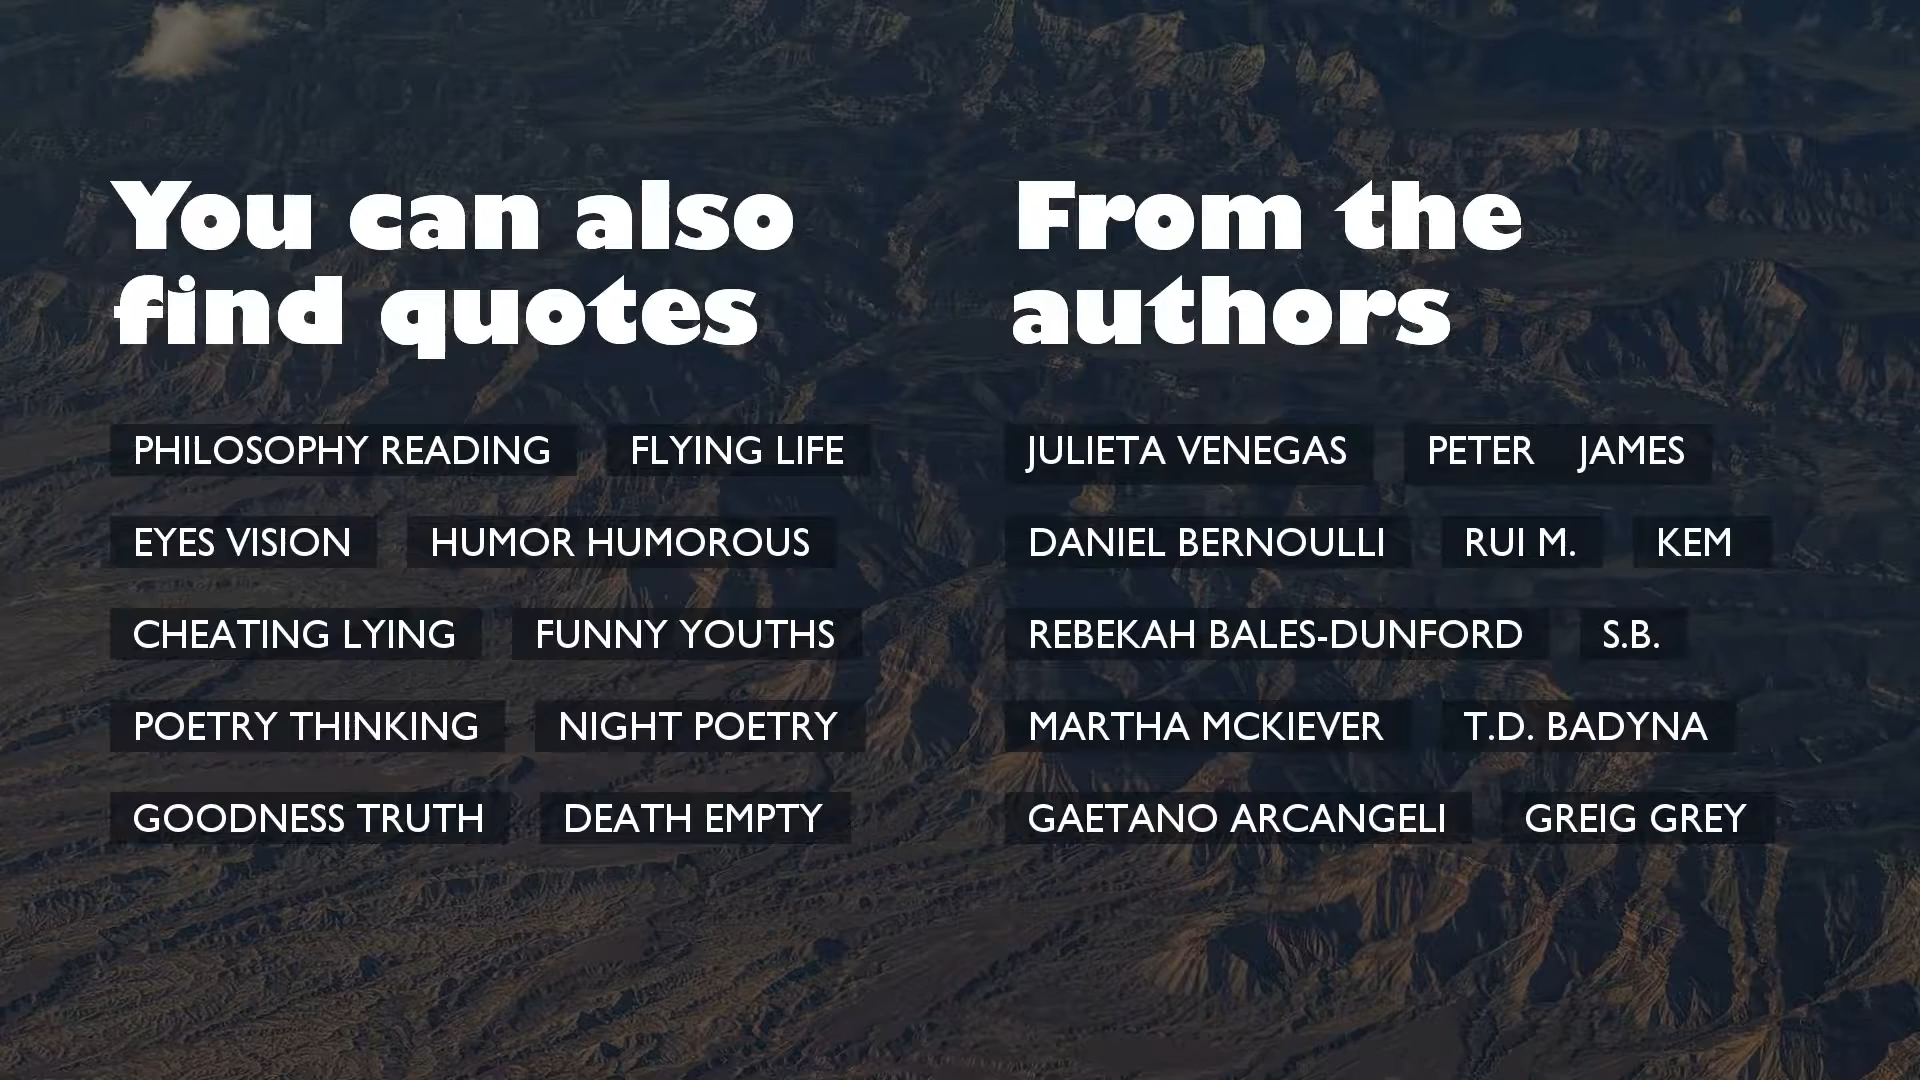 You can also
find quotes
PHILOSOPHY READING FLYING LIFE
EYES VISION HUMOR HUMOROUS
CHEATING LYING FUNNY YOUTHS
POETRY THINKING NIGHT POETRY
GOODNESS TRUTH DEATH EMPTY
From the
authors
JULIETA VENEGAS PETER JAMES
DANIEL BERNOULLI RUI M. KEM
REBEKAH BALES-DUNFORD S.B.
MARTHA MCKIEVER T.D. BADYNA
GAETANO ARCANGELI GREIG GREY